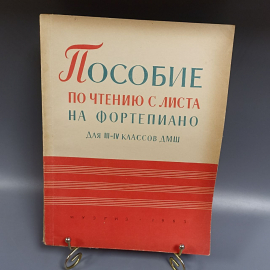 ПОСОБИЕ
ПО ЧТЕНИЮ С ЛИСТА
НА ФОРТЕПИАНО
ДЛЯ III-IV КЛАССОВ ДМШ